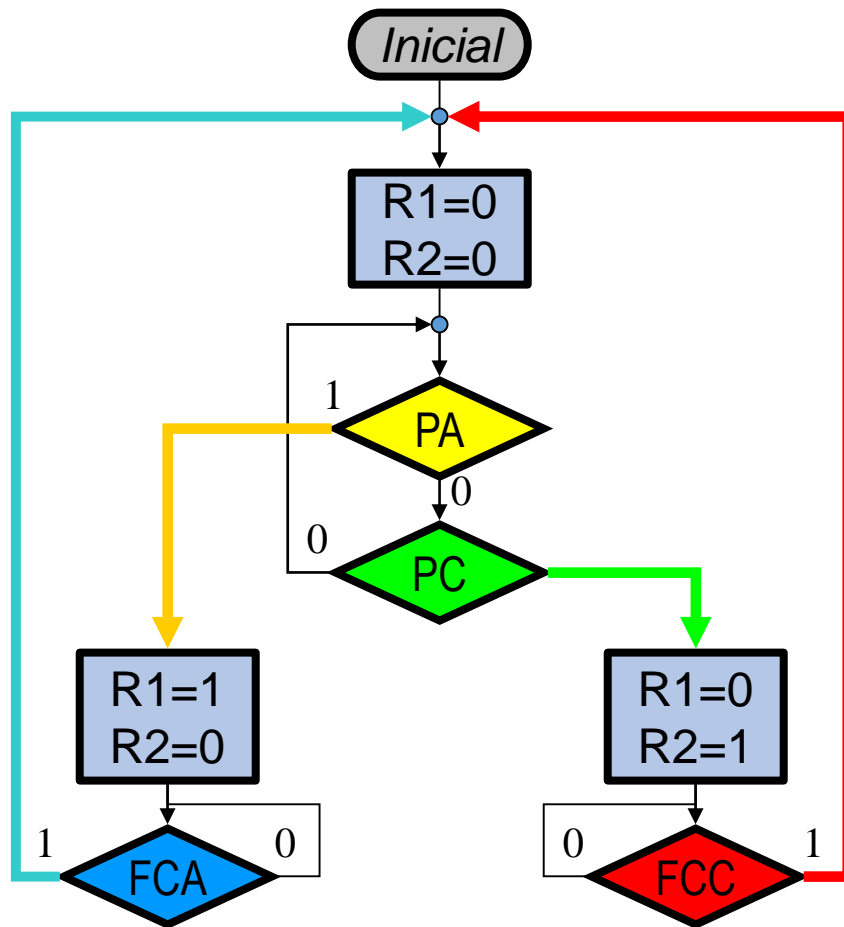 Inicial
R1=0
R2=0
1
PA
0
0
PC
R1=1
R2=0
R1=0
R2=1
1
FCA
0
0
FCC
1